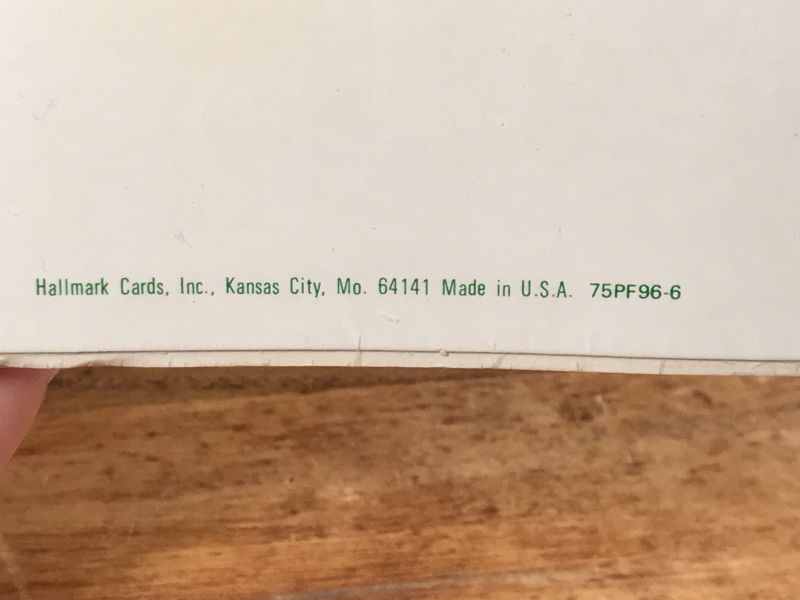 Hallmark Cards, Inc., Kansas City, Mo. 64141 Made in U.S.A. 75PF96-6